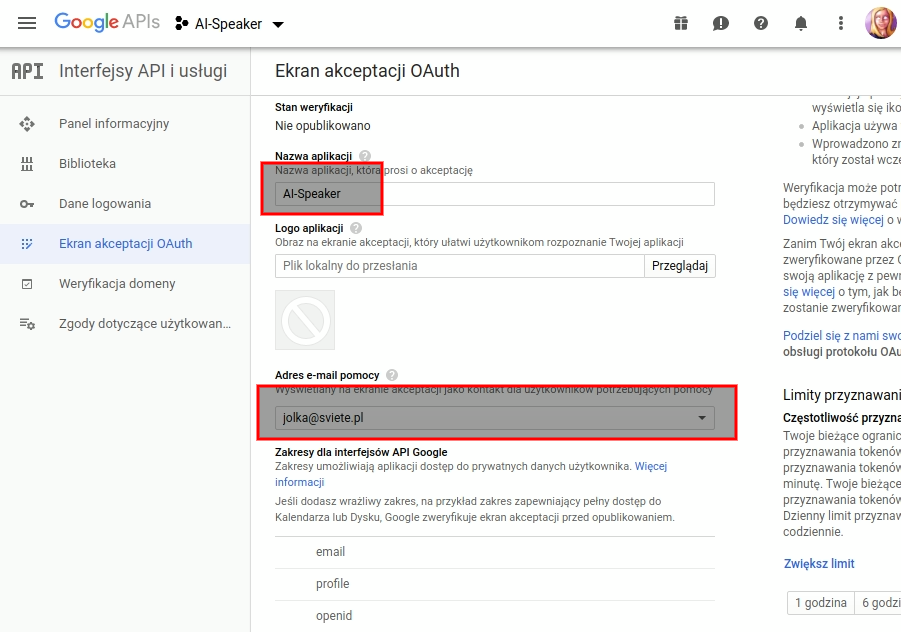 Google APIs
AI-Speaker
API Interfejsy API i usługi
Panel informacyjny
Biblioteka
Dane logowania
Ekran akceptacji OAuth
Weryfikacja domeny
Zgody dotyczące użytkowan...
Ekran akceptacji OAuth
Stan weryfikacji
Nie opublikowano
Nazwa aplikacji
Nazwa aplikacji, która prosi o akceptację
AI-Speaker
Logo aplikacji
Obraz na ekranie akceptacji, który ułatwi użytkownikom rozpoznanie Twojej aplikacji
Plik lokalny do przesłania
Przeglądaj
Adres e-mail pomocy
Wyświetlany na ekranie akceptacji jako kontakt dla użytkowników potrzebujących pomocy
jolka@sviete.pl
Zakresy dla interfejsów API Google
Zakresy umożliwiają aplikacji dostęp do prywatnych danych użytkownika. Więcej
informacji
Jeśli dodasz wrażliwy zakres, na przykład zakres zapewniający pełny dostęp do
Kalendarza lub Dysku, Google zweryfikuje ekran akceptacji przed opublikowaniem.
email
profile
openid
wyświetla się iko
Aplikacja używa
Wprowadzono zr
który został wcze
Weryfikacja może potr
będziesz otrzymywać
Dowiedz się więcej o w
Zanim Twój ekran akce
zweryfikowane przez G
swoją aplikację z pewr
się więcej o tym, jak bę
zostanie zweryfikowar
Podziel się z nami swo
obsługi protokołu OAu
Limity przyznawani
Częstotliwość przyzna
Twoje bieżące ogranic
przyznawania tokenów
przyznawania tokenów
minutę. Twoje bieżące
przyznawania tokenów
Dzienny limit przyznaw
codziennie.
Zwiększ limit
1 godzina
6 godzi